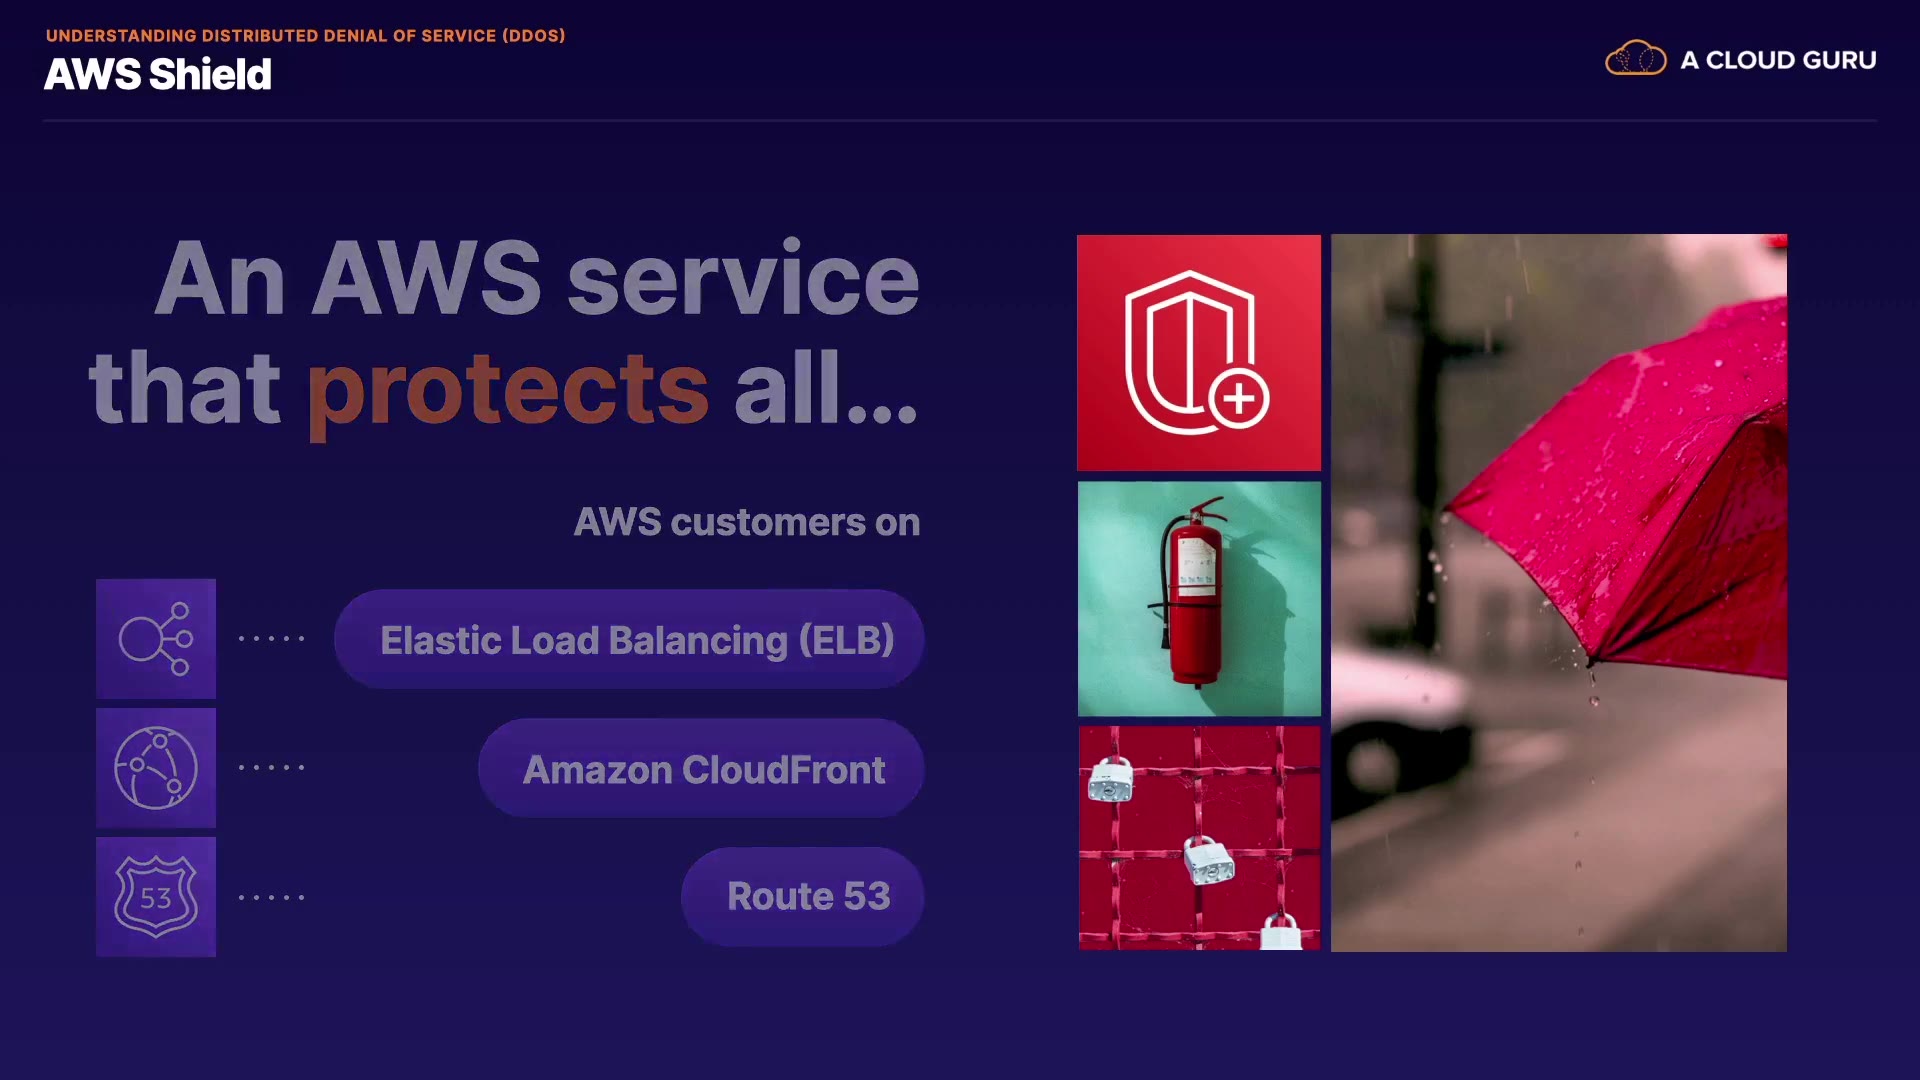 UNDERSTANDING DISTRIBUTED DENIAL OF SERVICE (DDOS)
AWS Shield
A CLOUD GURU
An AWS service
that protects all...
AWS customers on
Elastic Load Balancing (ELB)
Amazon CloudFront
53
Route 53